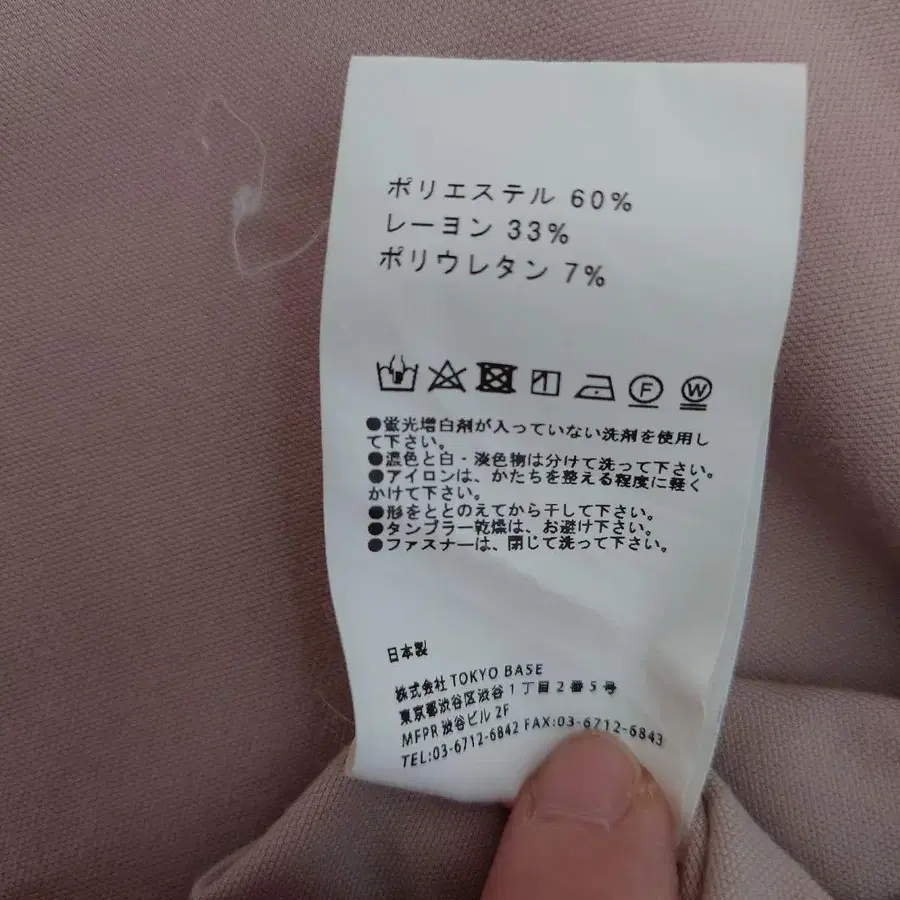 ポリエステル 60%
レーヨン 33%
ポリウレタン 7%
F W
●蛍光増白剤が入っていない洗剤を使用し
て下さい。
●濃色と白・淡色物は分けて洗って下さい。
●アイロンは、かたちを整える程度に軽く
かけて下さい。
●形をととのえてから干して下さい。
●タンブラー乾燥は、お避け下さい。
●ファスナーは、閉じて洗って下さい。
日本製
株式会社 TOKYO BASE
東京都渋谷区渋谷1丁目2番5号
MFPR 渋谷ビル 2F
TEL:03-6712-6842 FAX:03-6712-6843